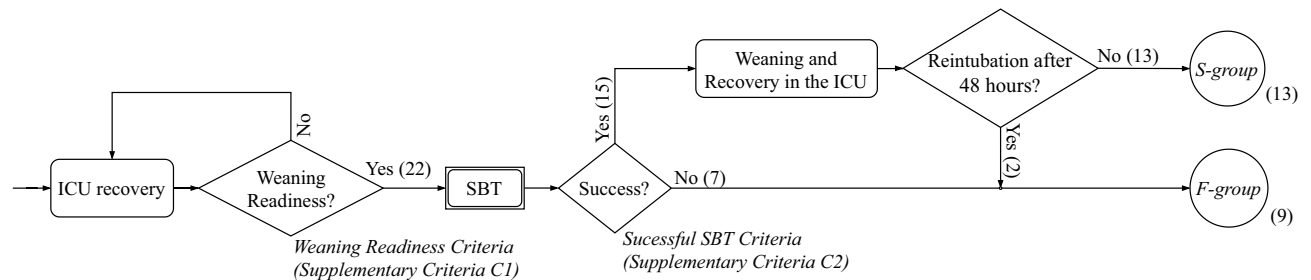 ICU recovery
No
Weaning
Readiness?
Yes (22)
Weaning Readiness Criteria
(Supplementary Criteria C1)
SBT
Success?
Yes (15)
No (7)
Sucessful SBT Criteria
(Supplementary Criteria C2)
Weaning and
Recovery in the ICU
Reintubation after
48 hours?
No (13)
Yes (2)
S-group
(13)
F-group
(9)